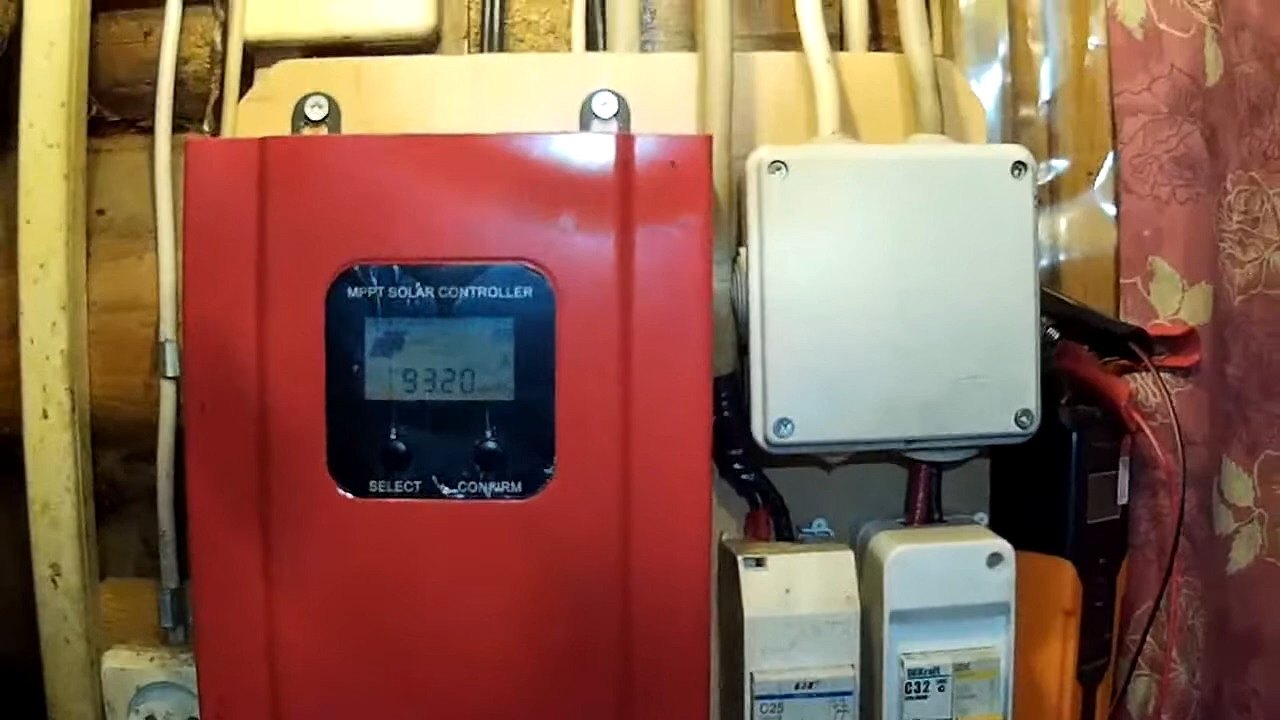 MPPT SOLAR CONTROLLER
93.20
SELECT CONFIRM
C25
C32